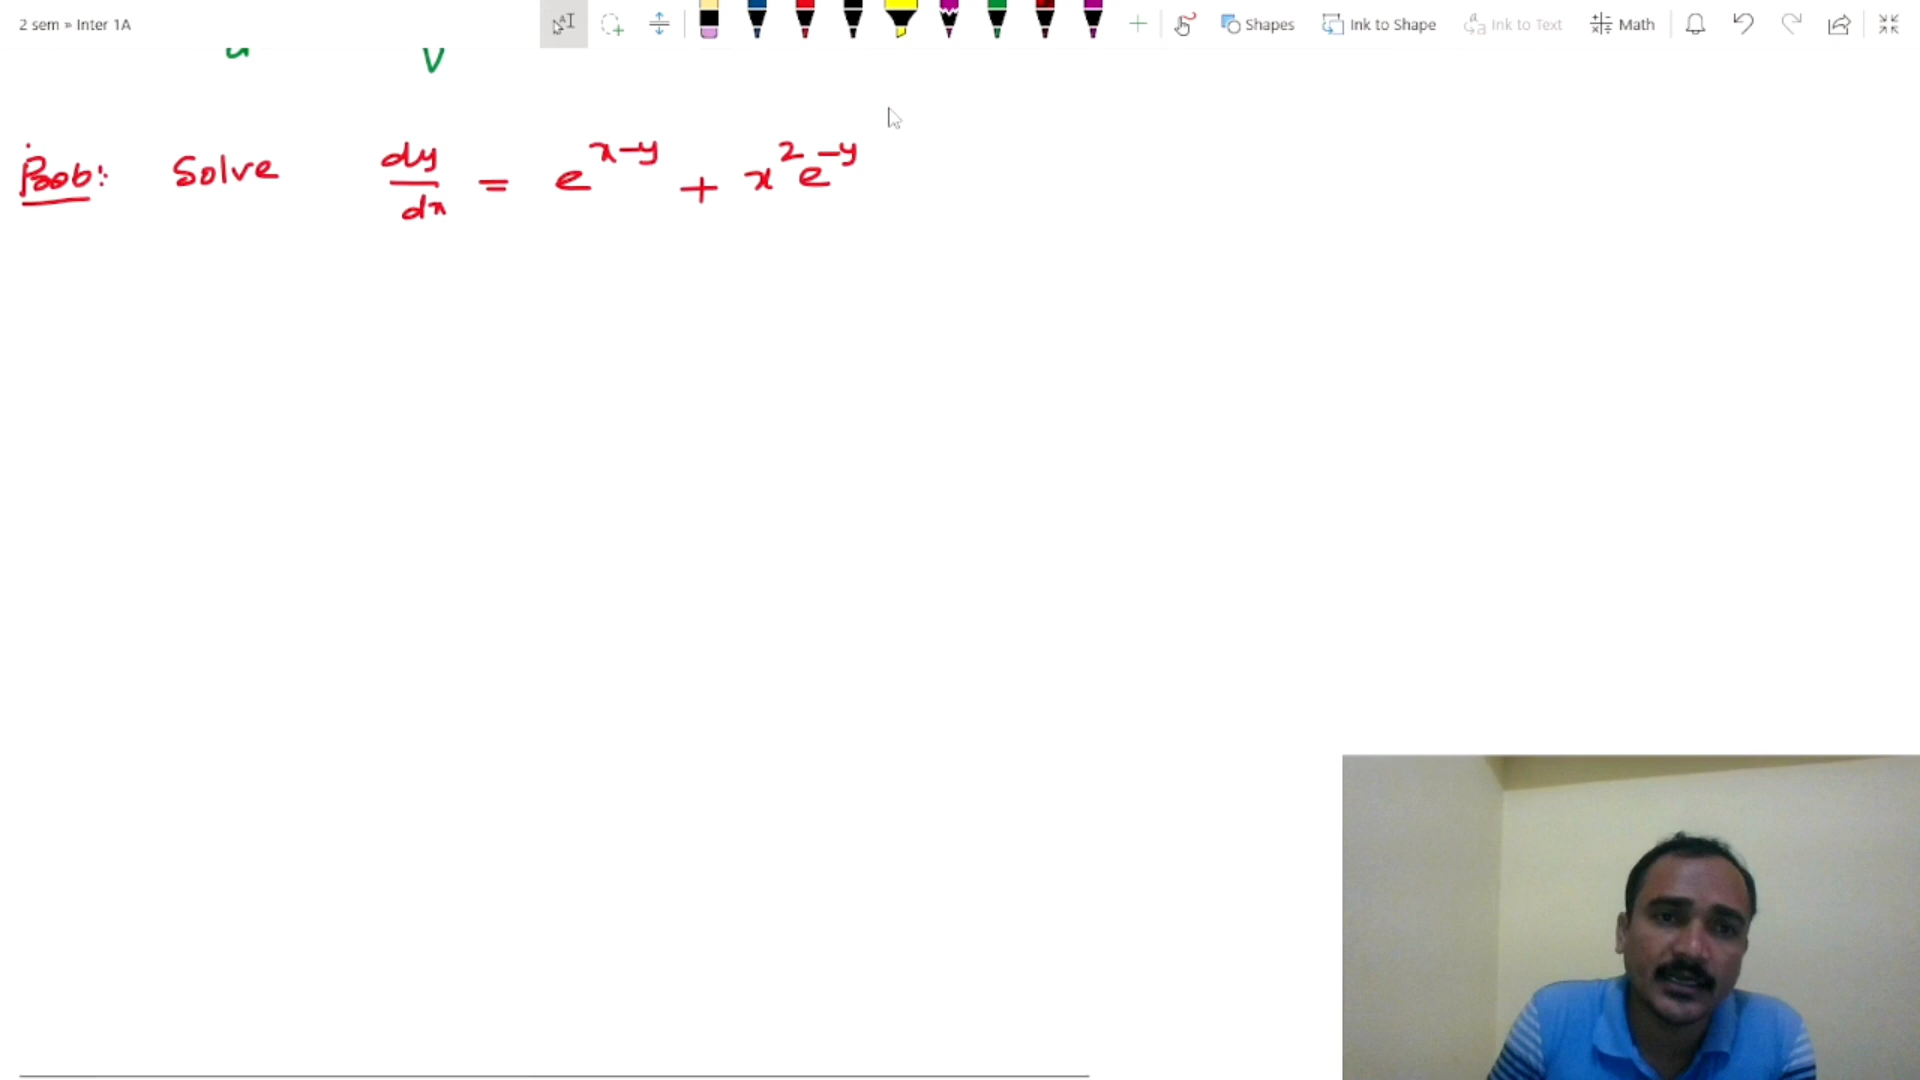 2 sem » Inter 1A
Shapes Ink to Shape Ink to Text Math
u v
Prob: Solve dy/dx = e^{x-y} + x^2 e^{-y}